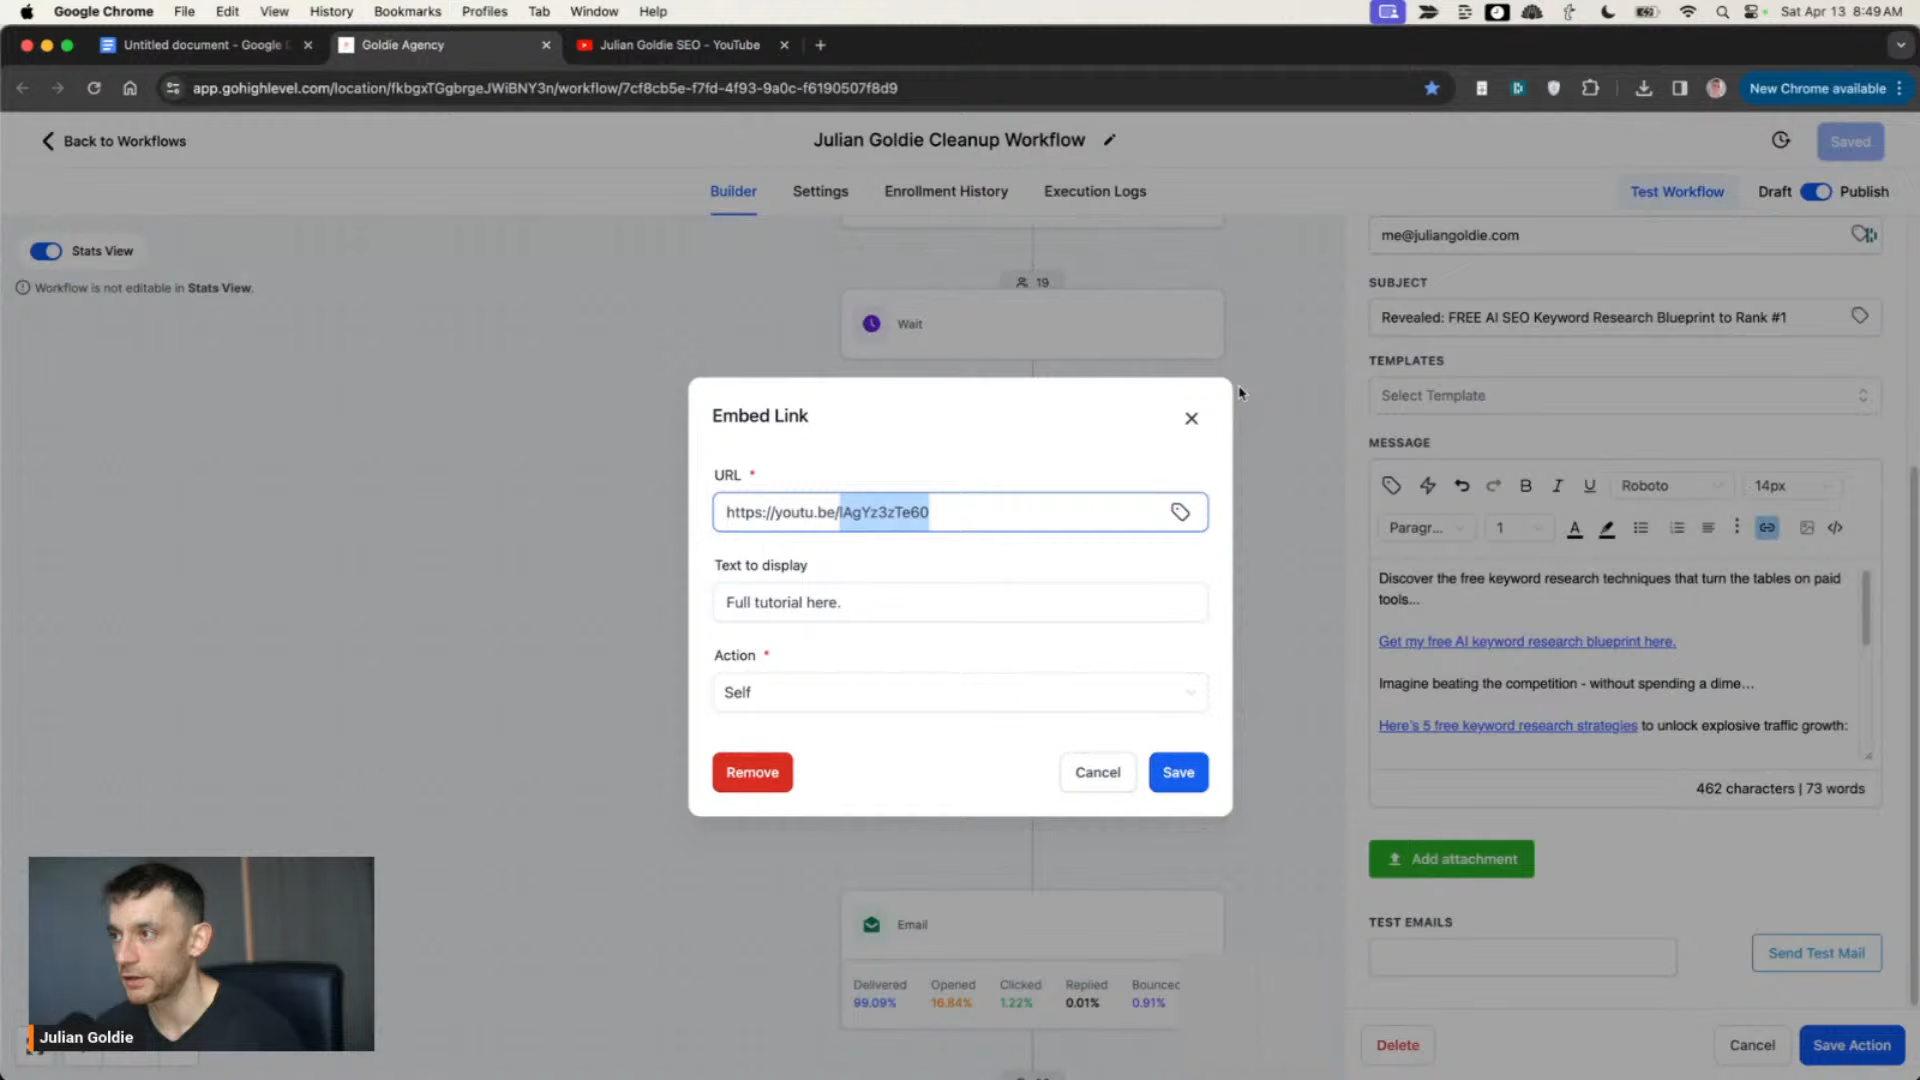 Google Chrome File Edit View History Bookmarks Profiles Tab Window Help Sat Apr 13 8:49 AM
Untitled document - Google D Goldie Agency Julian Goldie SEO - YouTube
app.gohighlevel.com/location/fkbgxTGgbrgeJWiBNY3n/workflow/7cf8cb5e-f7fd-4f93-9a0c-f6190507f8d9 New Chrome available
Back to Workflows Julian Goldie Cleanup Workflow Saved
Builder Settings Enrollment History Execution Logs Test Workflow Draft Publish
Stats View
Workflow is not editable in Stats View.
19
Wait
Embed Link
URL *
https://youtu.be/lAgYz3zTe60
Text to display
Full tutorial here.
Action *
Self
Remove Cancel Save
Email
Delivered Opened Clicked Replied Bounced
99.09% 16.84% 1.22% 0.01% 0.91%
me@juliangoldie.com
SUBJECT
Revealed: FREE AI SEO Keyword Research Blueprint to Rank #1
TEMPLATES
Select Template
MESSAGE
B I U Roboto 14px
Paragr... 1 A
Discover the free keyword research techniques that turn the tables on paid
tools...
Get my free AI keyword research blueprint here.
Imagine beating the competition - without spending a dime...
Here's 5 free keyword research strategies to unlock explosive traffic growth:
462 characters | 73 words
Add attachment
TEST EMAILS
Send Test Mail
Delete Cancel Save Action
Julian Goldie